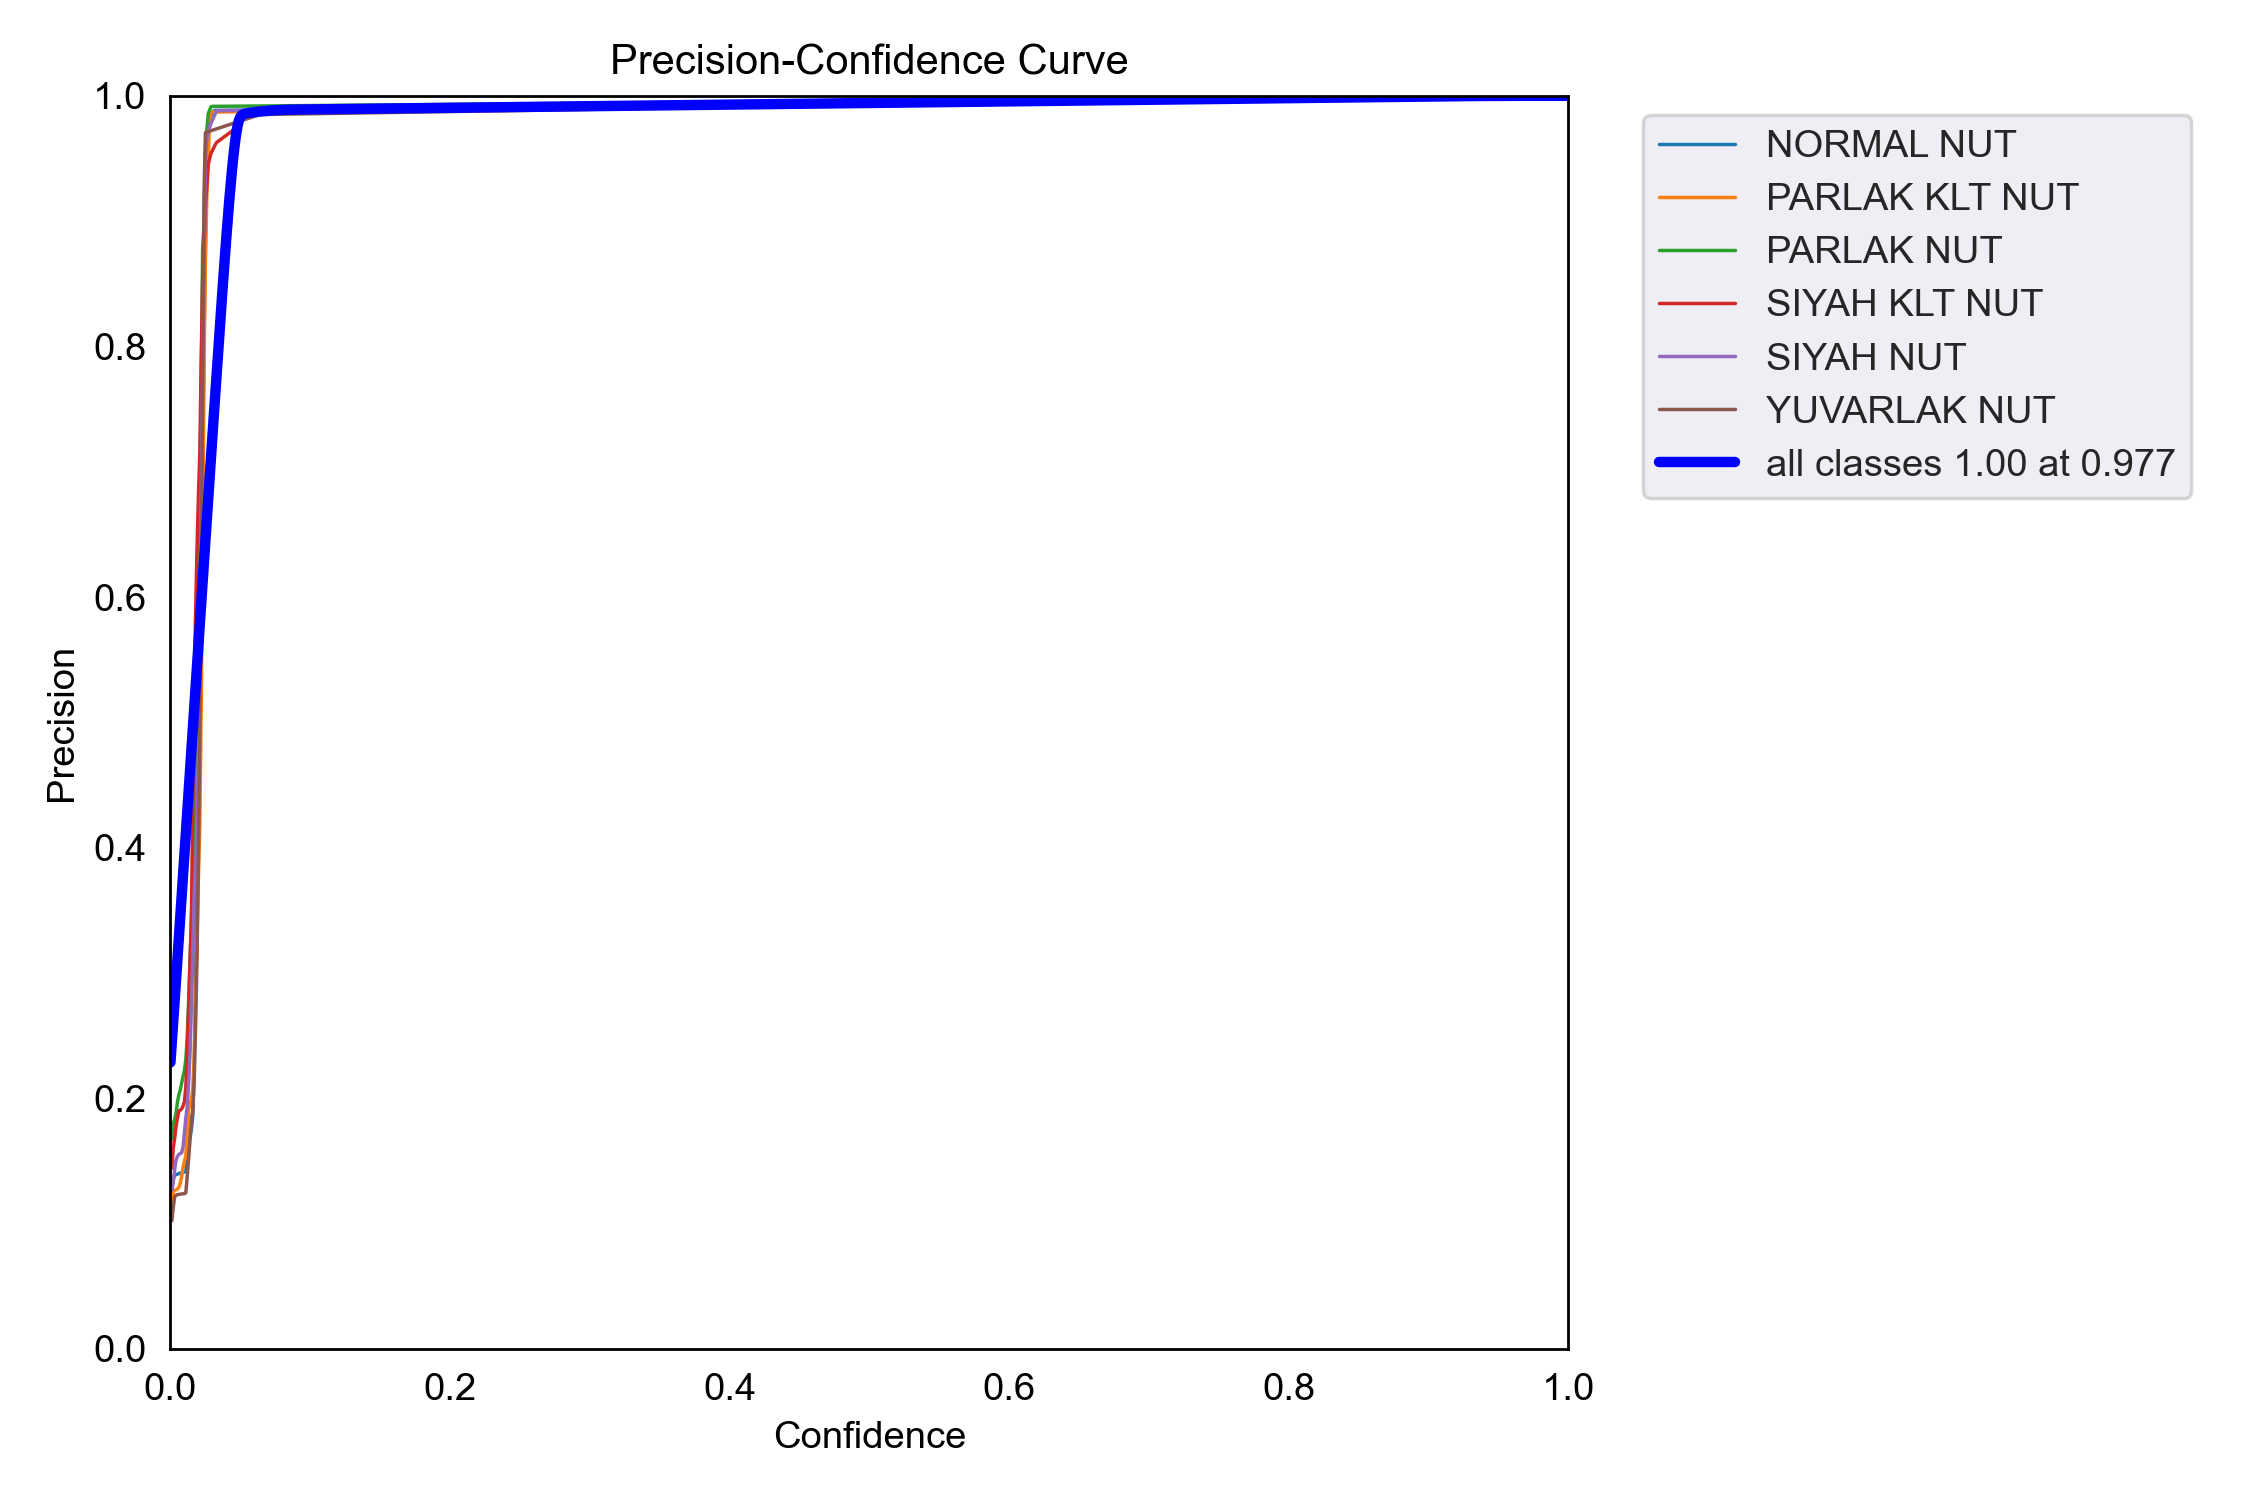 Precision-Confidence Curve
1.0
0.8
0.6
0.4
0.2
0.0
Precision
0.0 0.2 0.4 0.6 0.8 1.0
Confidence
NORMAL NUT
PARLAK KLT NUT
PARLAK NUT
SIYAH KLT NUT
SIYAH NUT
YUVARLAK NUT
all classes 1.00 at 0.977